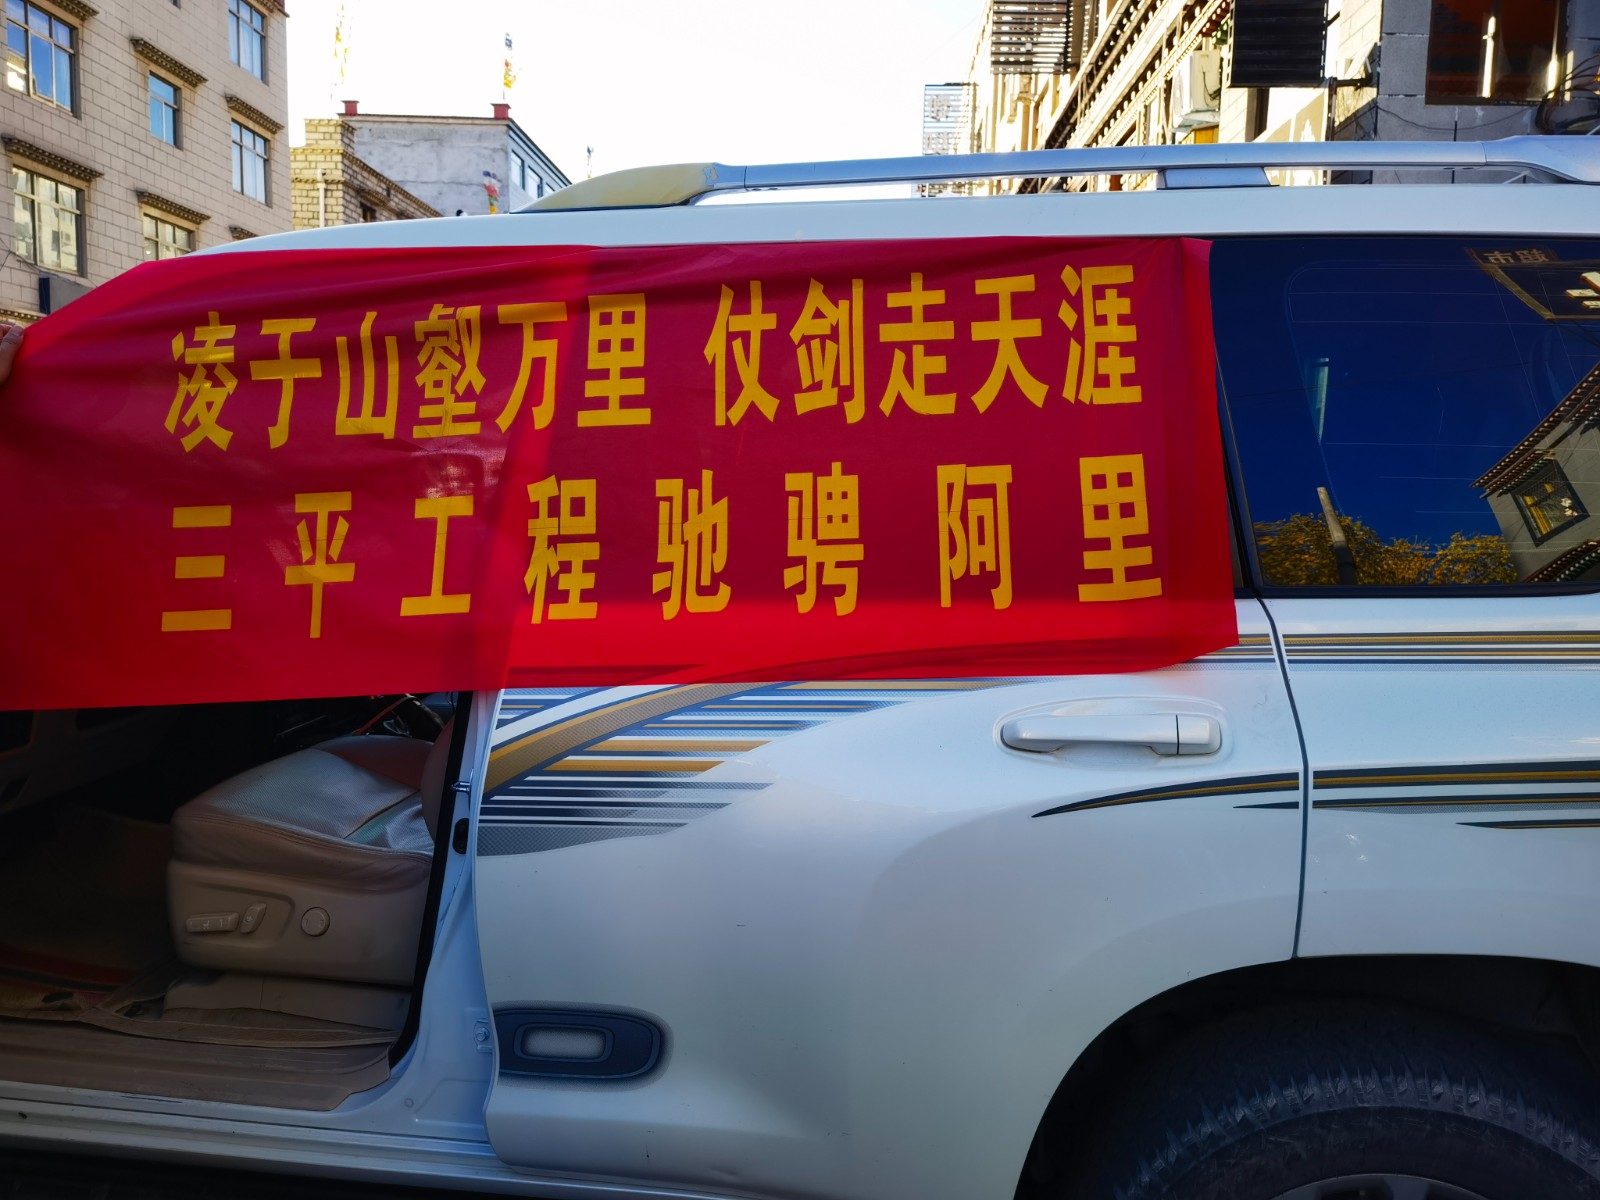 凌于山壑万里 仗剑走天涯
三平工程驰骋阿里